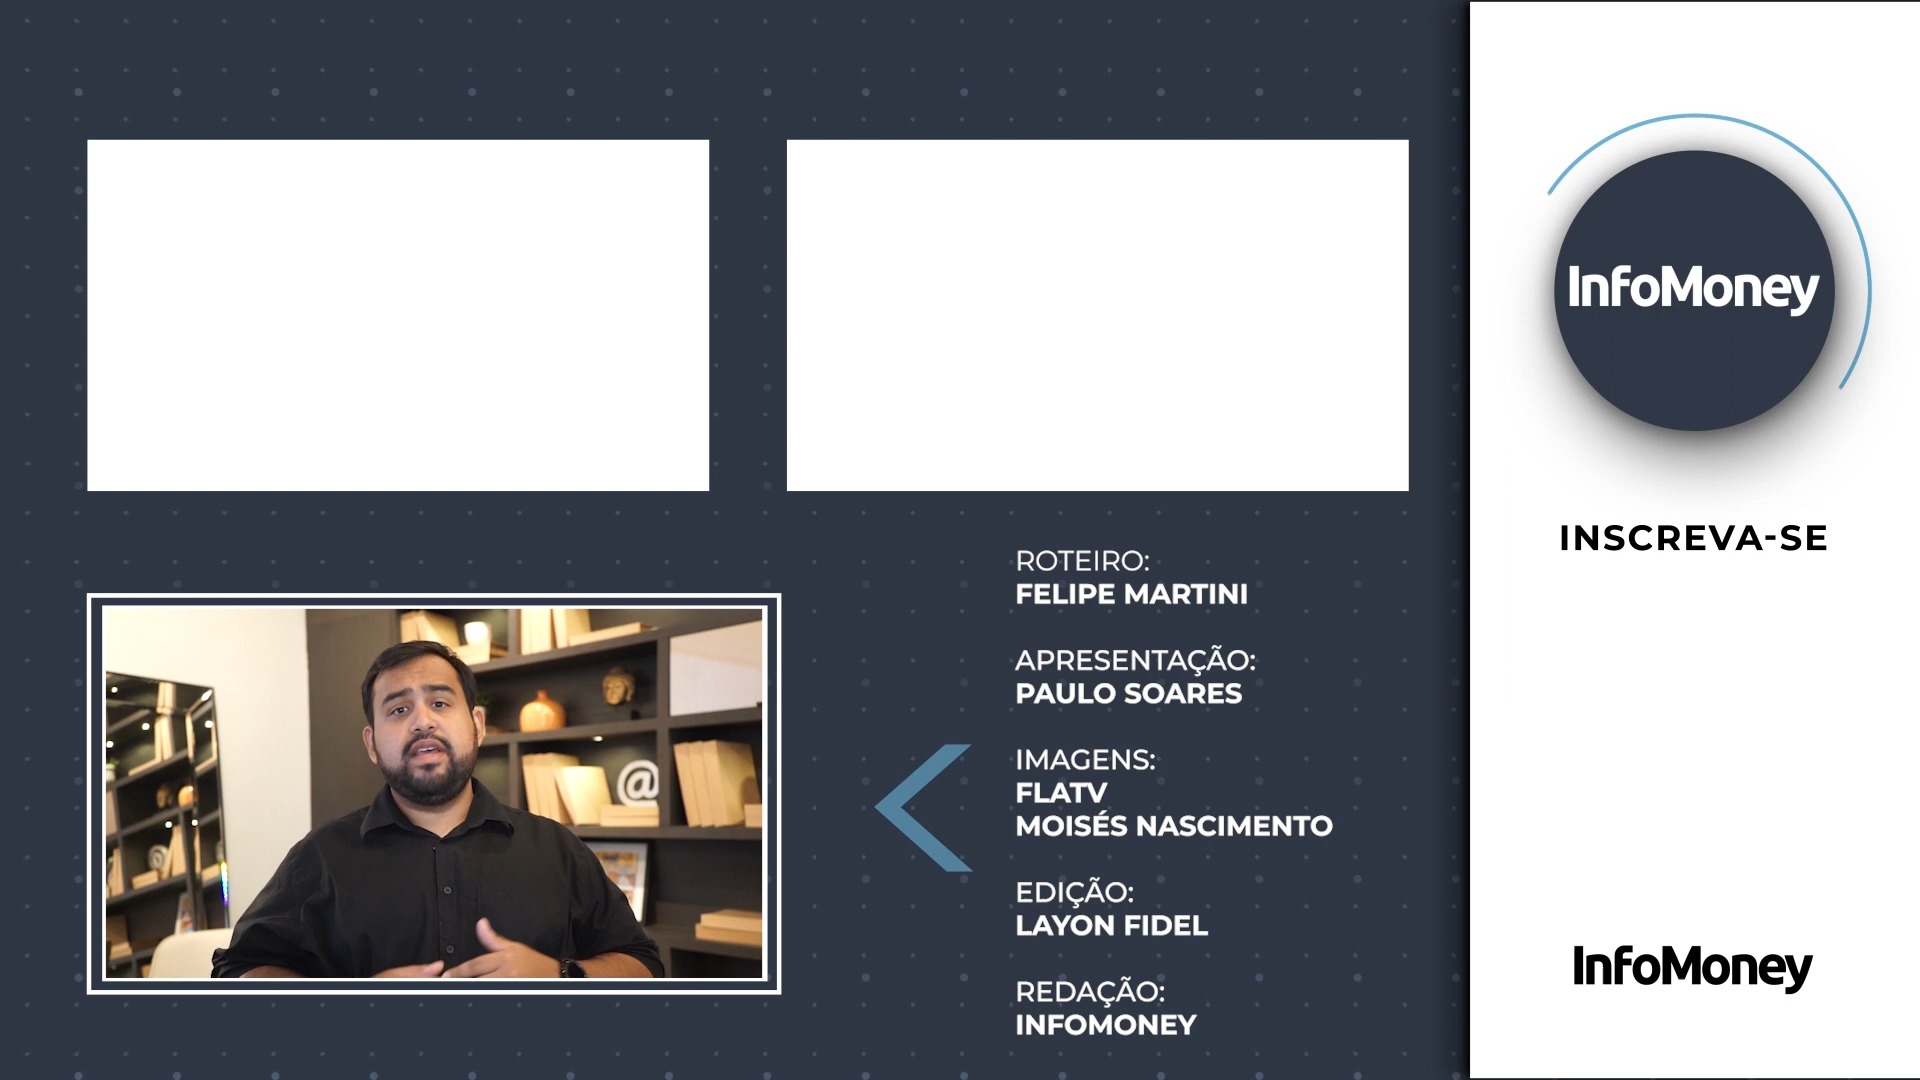 InfoMoney
INSCREVA-SE
ROTEIRO:
FELIPE MARTINI
APRESENTAÇÃO:
PAULO SOARES
IMAGENS:
FLATV
MOISÉS NASCIMENTO
EDIÇÃO:
LAYON FIDEL
REDAÇÃO:
INFOMONEY
@
InfoMoney